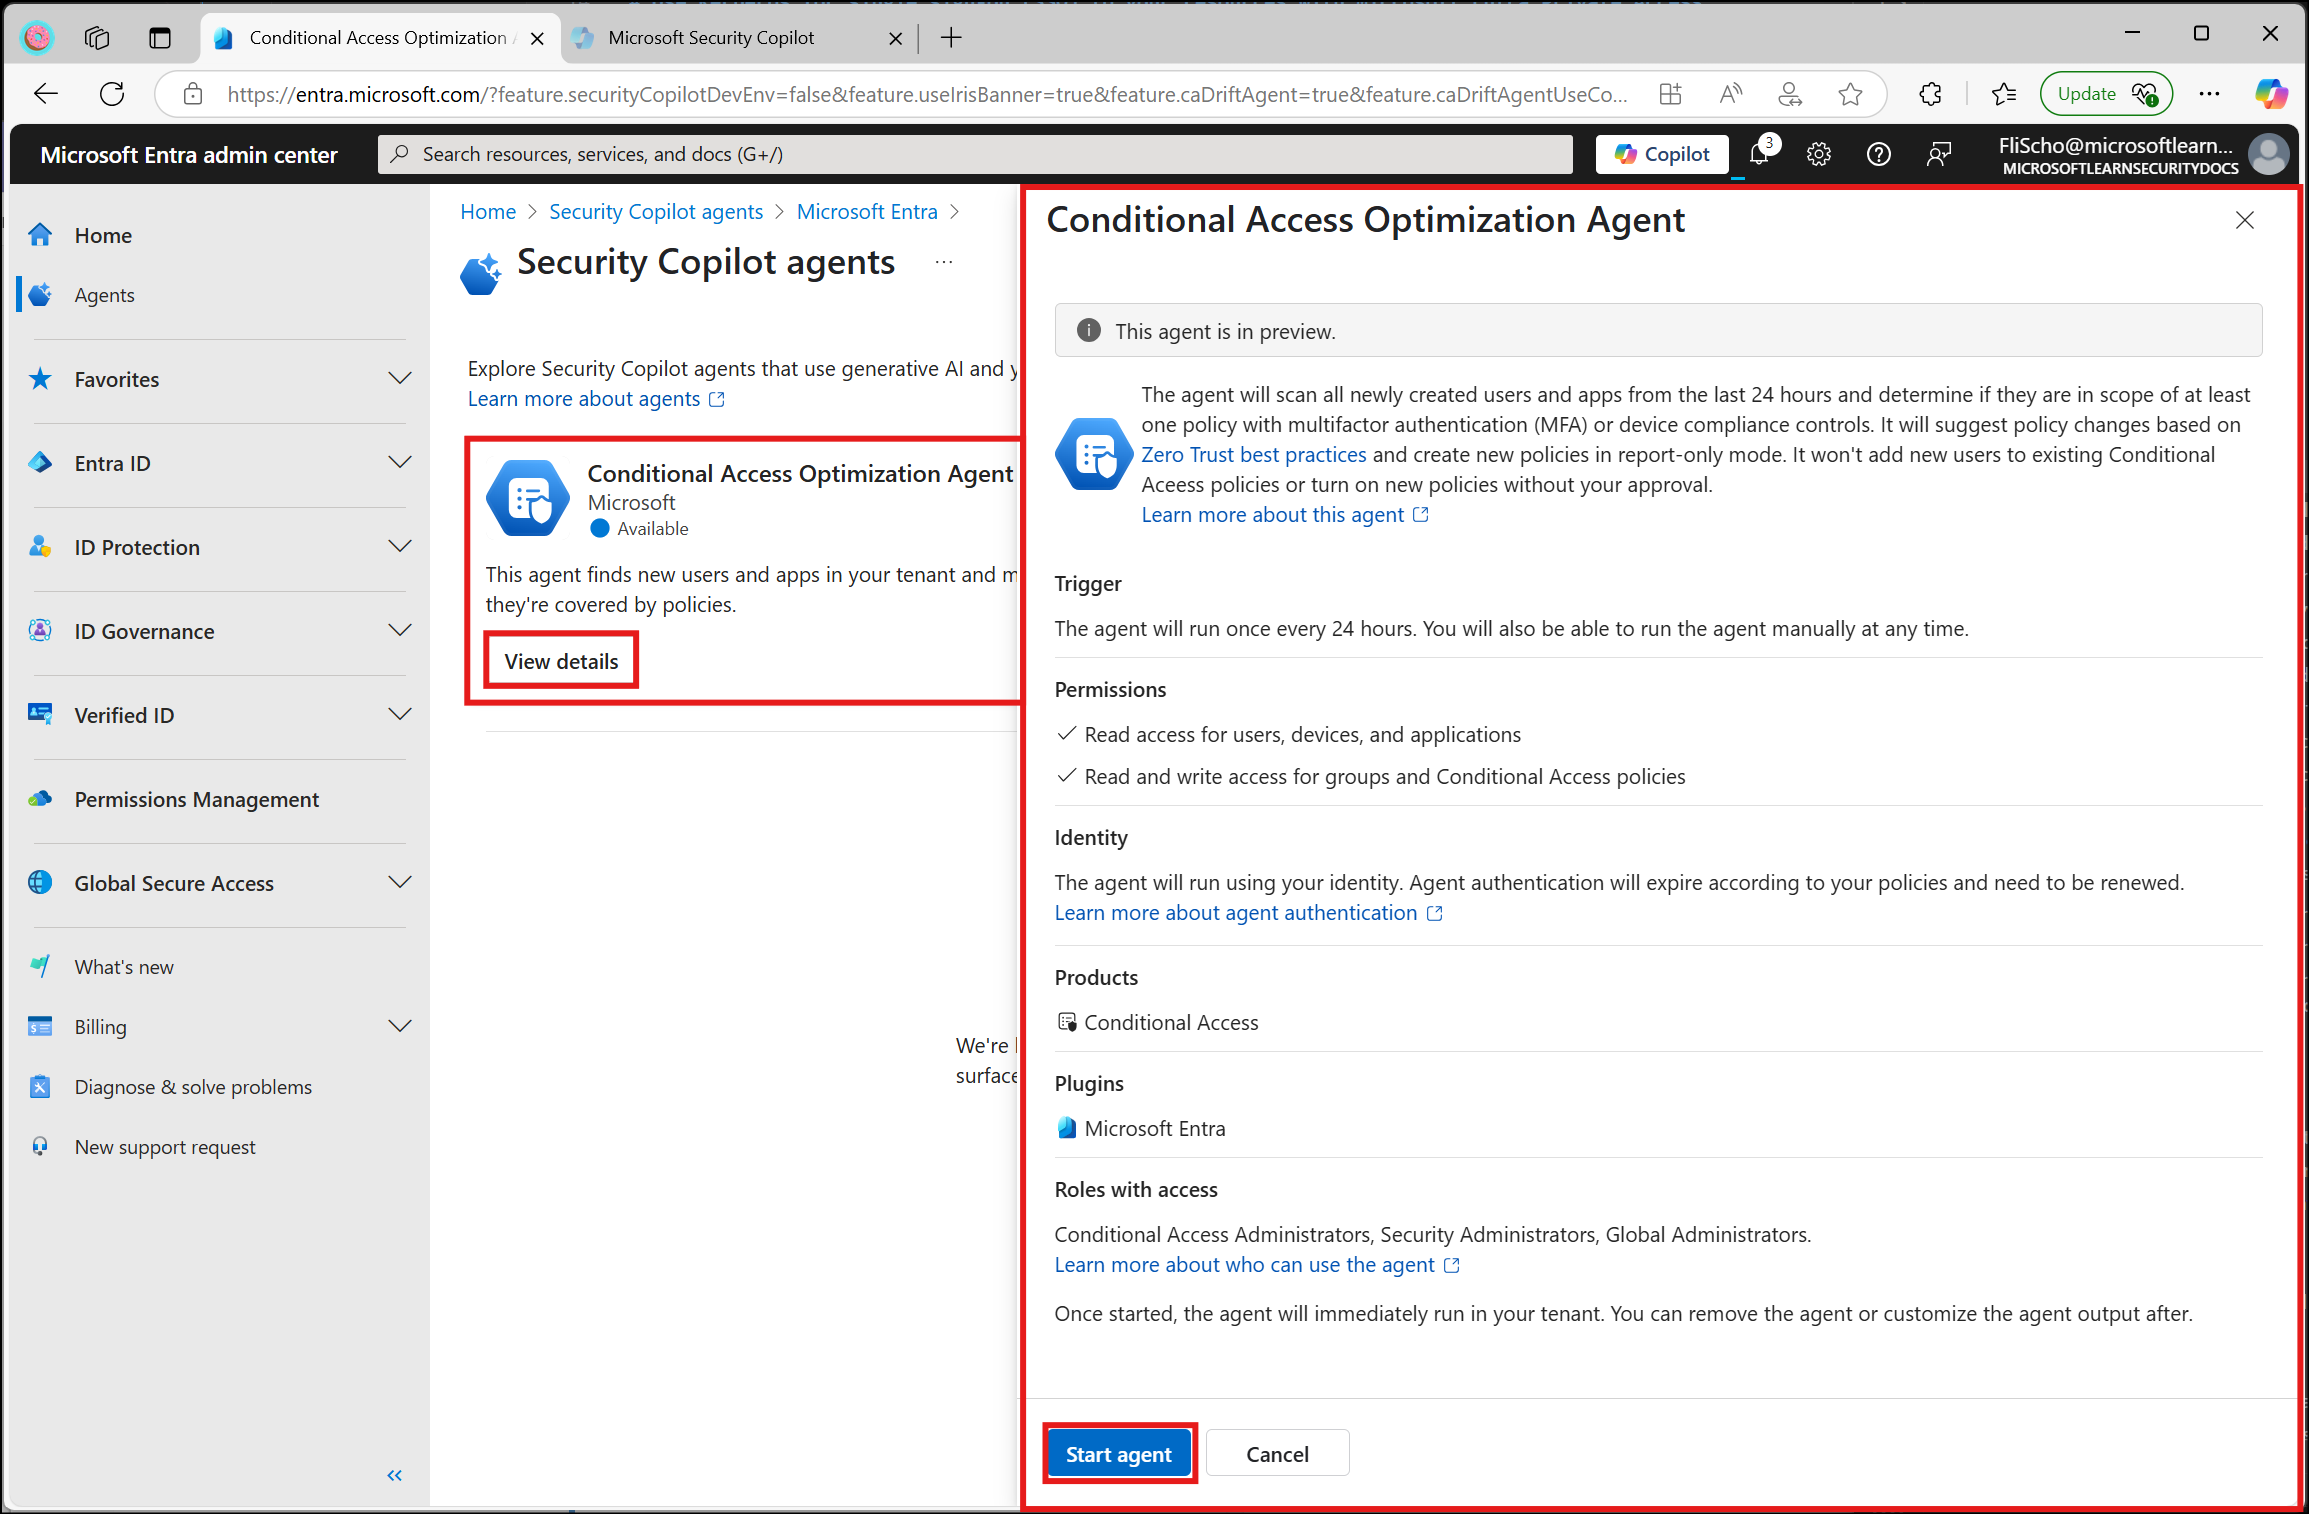 Conditional Access Optimization
Microsoft Security Copilot
https://entra.microsoft.com/?feature.securityCopilotDevEnv=false&feature.useIrisBanner=true&feature.caDriftAgent=true&feature.caDriftAgentUseCo...
Update
Microsoft Entra admin center
Search resources, services, and docs (G+/)
Copilot
3
FliScho@microsoftlearn...
MICROSOFTLEARNSECURITYDOCS
Home
Agents
Favorites
Entra ID
ID Protection
ID Governance
Verified ID
Permissions Management
Global Secure Access
What's new
Billing
Diagnose & solve problems
New support request
Home > Security Copilot agents > Microsoft Entra >
Security Copilot agents
...
Explore Security Copilot agents that use generative AI and
Learn more about agents
Conditional Access Optimization Agent
Microsoft
Available
This agent finds new users and apps in your tenant and
they're covered by policies.
View details
We're
surface
Conditional Access Optimization Agent
This agent is in preview.
The agent will scan all newly created users and apps from the last 24 hours and determine if they are in scope of at least
one policy with multifactor authentication (MFA) or device compliance controls. It will suggest policy changes based on
Zero Trust best practices and create new policies in report-only mode. It won't add new users to existing Conditional
Aceess policies or turn on new policies without your approval.
Learn more about this agent
Trigger
The agent will run once every 24 hours. You will also be able to run the agent manually at any time.
Permissions
Read access for users, devices, and applications
Read and write access for groups and Conditional Access policies
Identity
The agent will run using your identity. Agent authentication will expire according to your policies and need to be renewed.
Learn more about agent authentication
Products
Conditional Access
Plugins
Microsoft Entra
Roles with access
Conditional Access Administrators, Security Administrators, Global Administrators.
Learn more about who can use the agent
Once started, the agent will immediately run in your tenant. You can remove the agent or customize the agent output after.
Start agent
Cancel